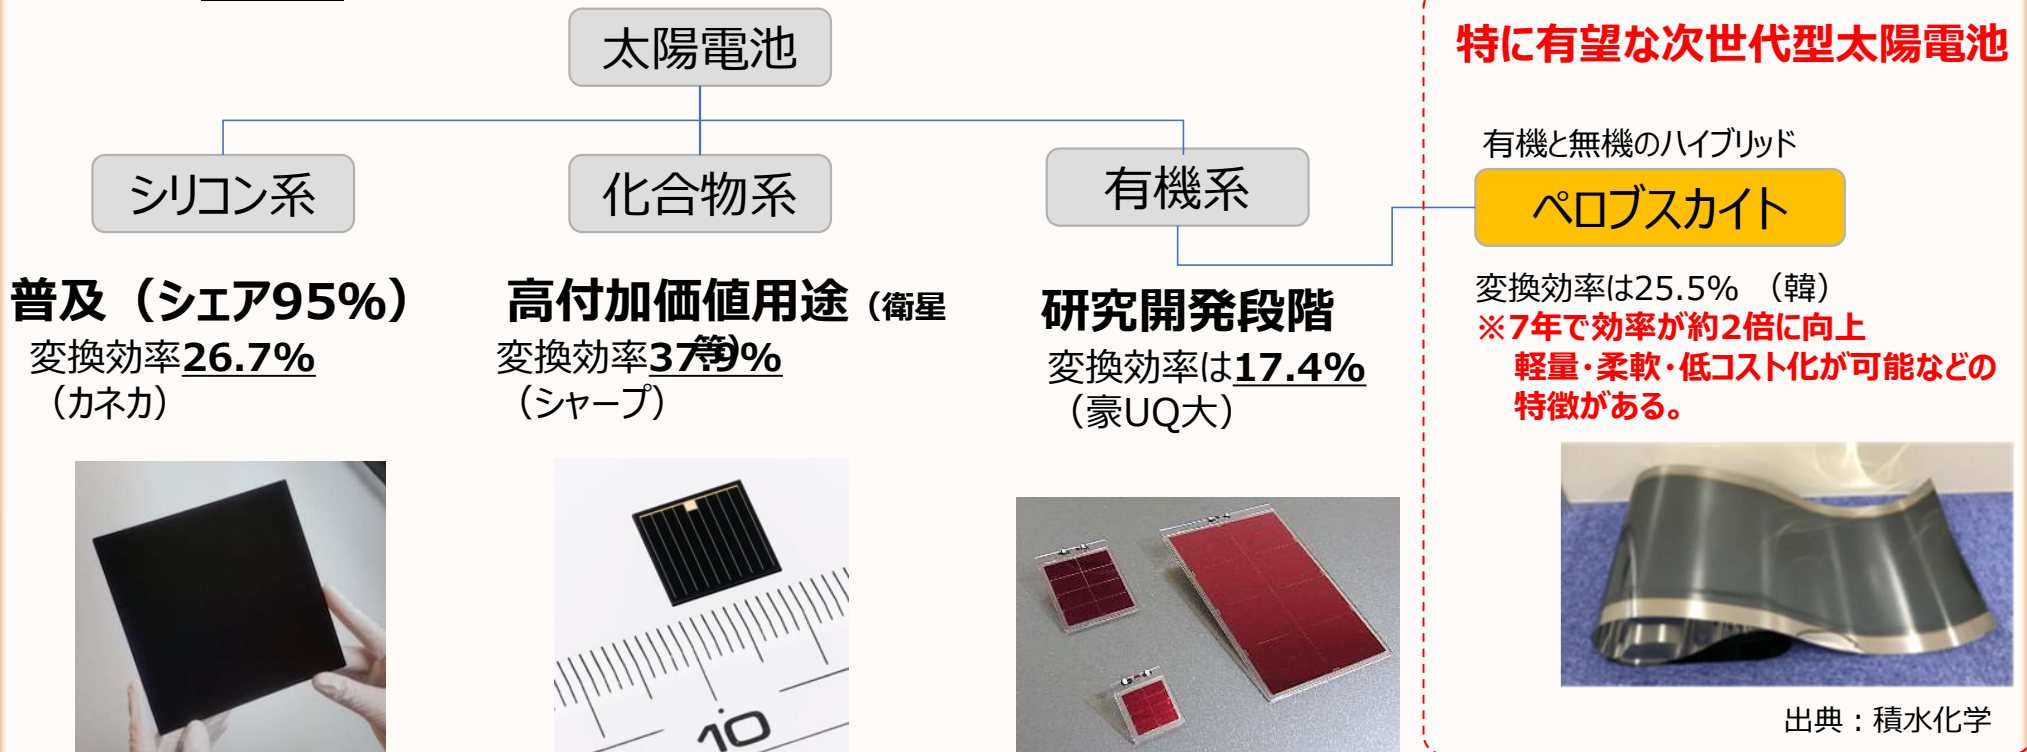 太陽電池
シリコン系
化合物系
有機系
普及（シェア95%）
変換効率26.7%
（カネカ）
高付加価値用途（衛星
等）
変換効率37.9%
（シャープ）
研究開発段階
変換効率は17.4%
（豪UQ大）
10
特に有望な次世代型太陽電池
有機と無機のハイブリッド
ペロブスカイト
変換効率は25.5% （韓）
※7年で効率が約2倍に向上
軽量・柔軟・低コスト化が可能などの
特徴がある。
出典：積水化学